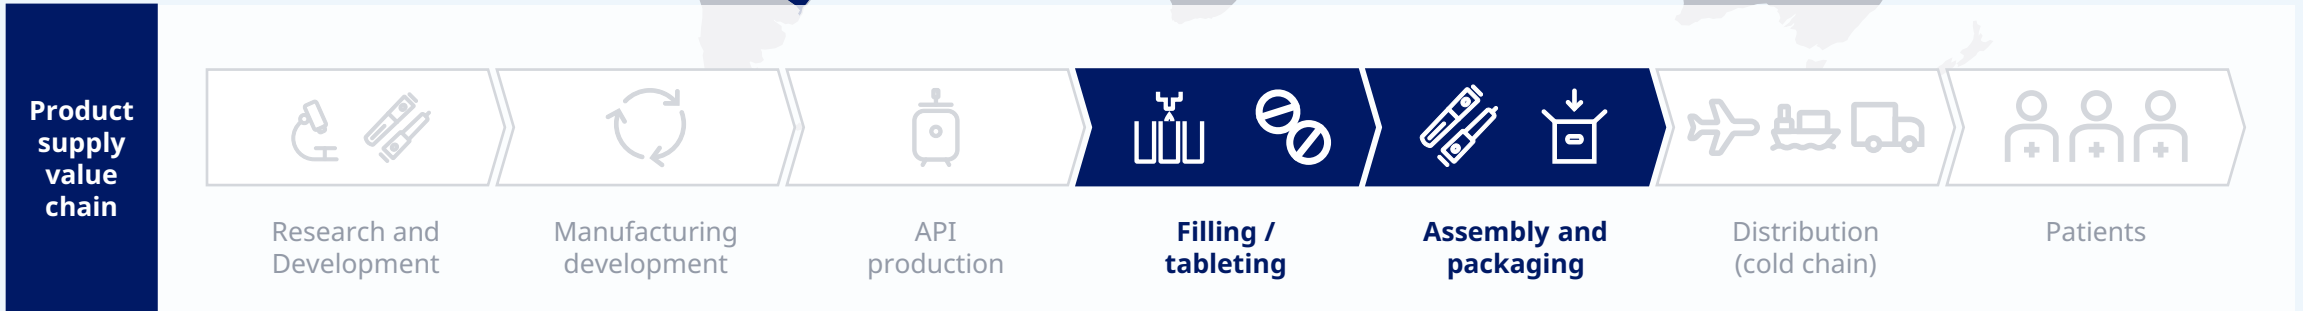 Product
supply
value
chain
Research and
Development
Manufacturing
development
API
production
Filling /
tableting
Assembly and
packaging
Distribution
(cold chain)
Patients